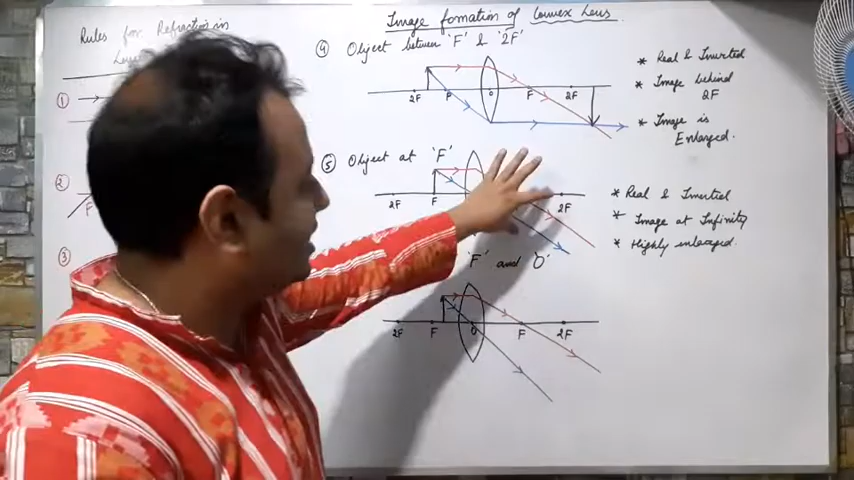 Rules for Refraction in
Image fomation of Convex Lens
④ Object between 'F' & '2F'
2F F O F 2F
* Real & Inverted
* Image behind
2F
* Image is
Enlarged.
⑤ Object at 'F'
2F F 2F
* Real & Inverted
* Image at Infinity
* Highly enlarged.
'F' and 'O'
2F F O F 2F
①
②
F
③